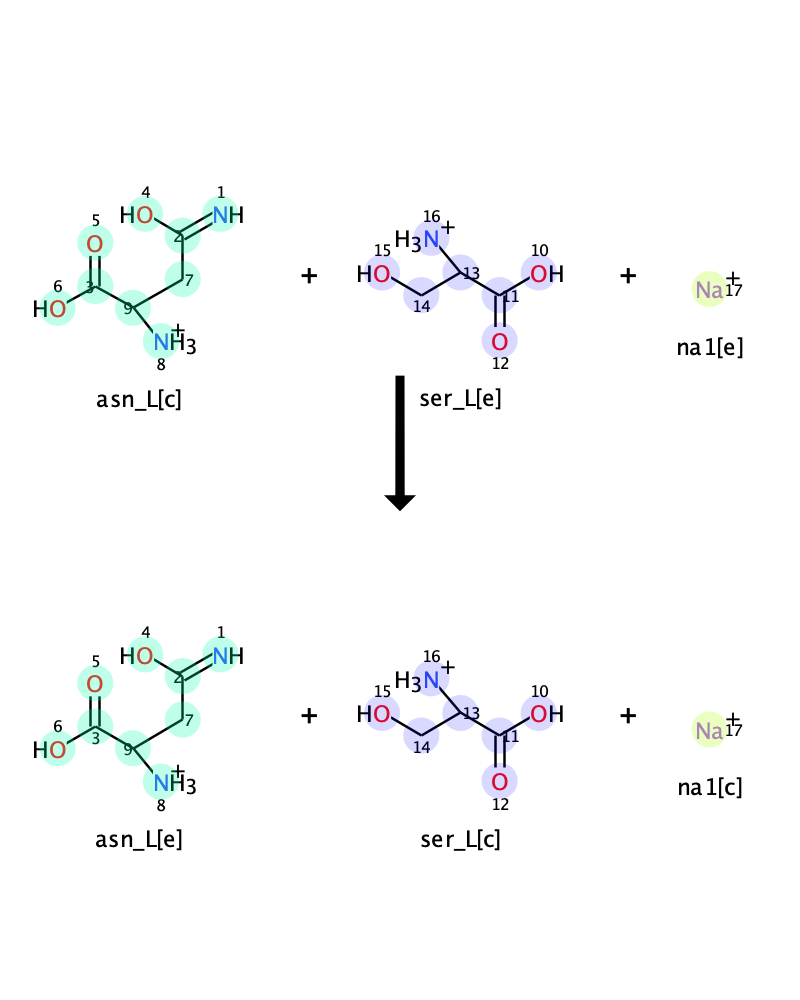 4 1
HO NH
5 2
O
6 3 7
HO 9
NH3+
8
asn_L[c]
+
16
H3N+
15 10
HO 13 OH
14 11
O
12
ser_L[e]
+
Na+
17
na1[e]
4 1
HO NH
5 2
O
6 3 7
HO 9
NH3+
8
asn_L[e]
+
16
H3N+
15 10
HO 13 OH
14 11
O
12
ser_L[c]
+
Na+
17
na1[c]